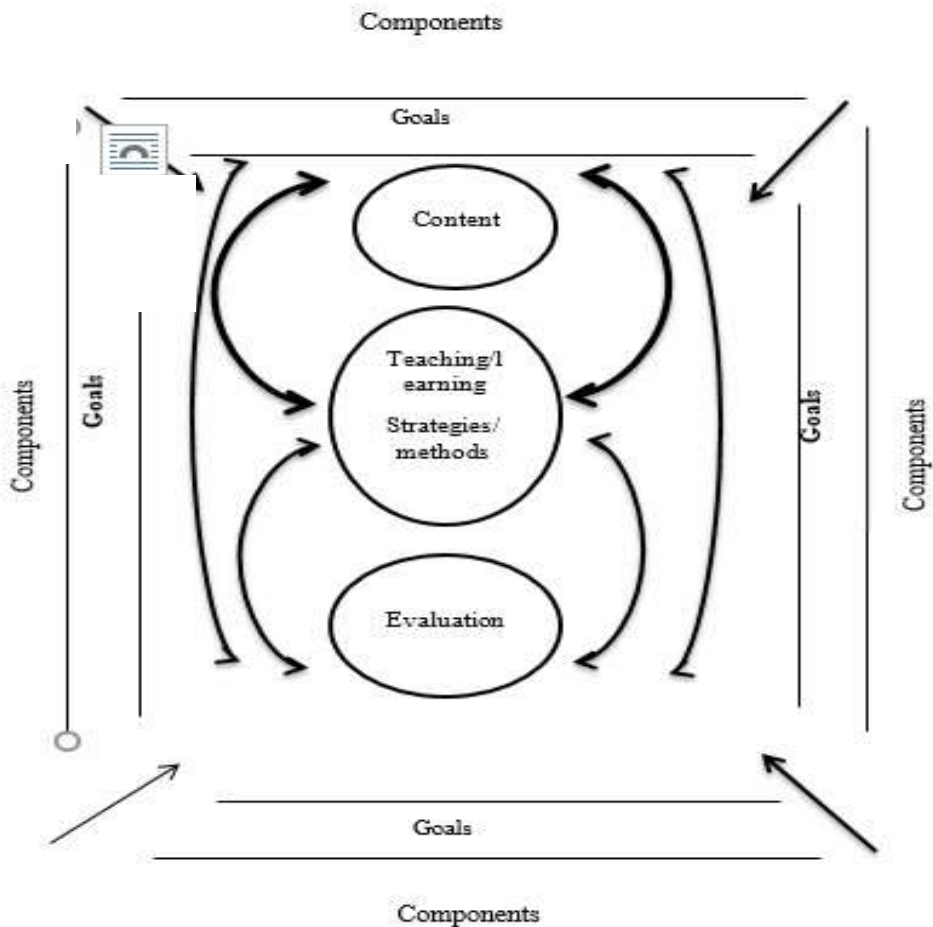 Components
Goals
Content
Teaching/l
earning
Strategies/
methods
Components
Goals
Goals
Components
Evaluation
Goals
Components